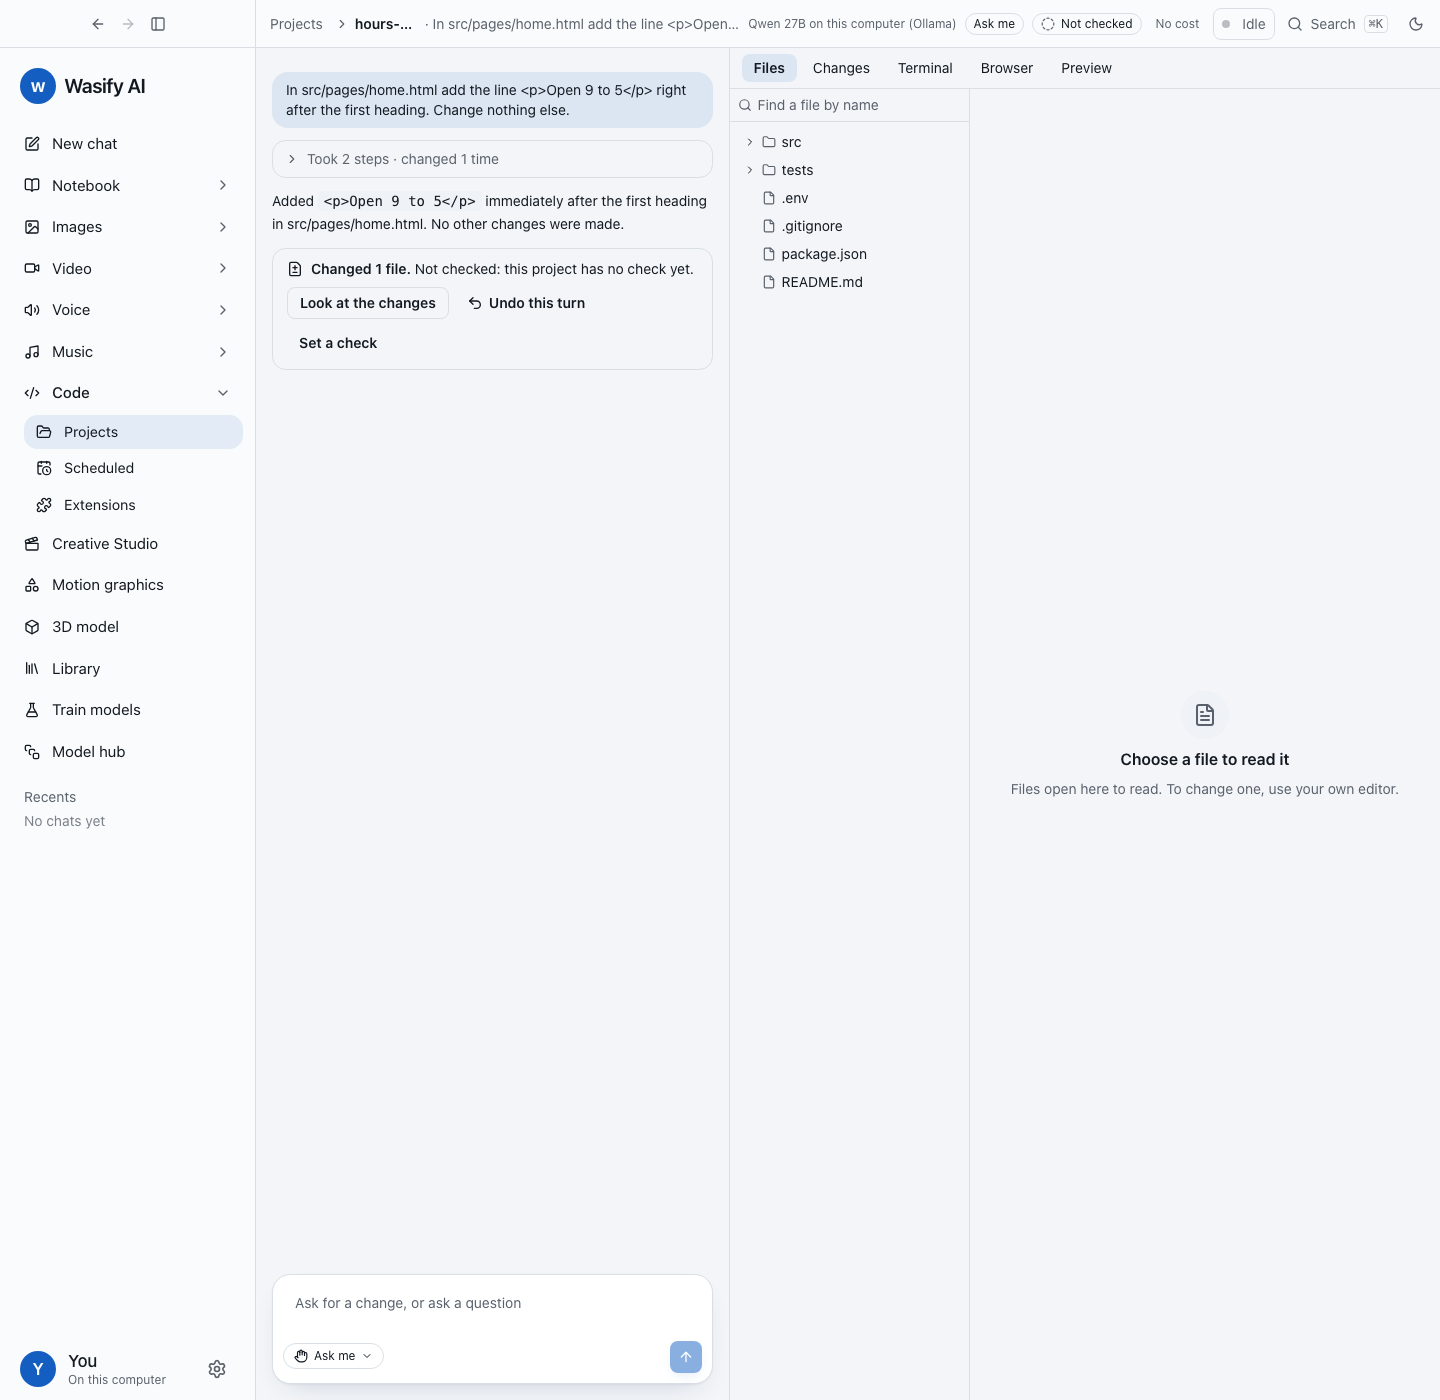 Projects
hours-...
· In src/pages/home.html add the line <p>Open...
Qwen 27B on this computer (Ollama)
Ask me
Not checked
No cost
Idle
Search
⌘K
W
Wasify AI
New chat
Notebook
Images
Video
Voice
Music
Code
Projects
Scheduled
Extensions
Creative Studio
Motion graphics
3D model
Library
Train models
Model hub
Recents
No chats yet
Y
You
On this computer
In src/pages/home.html add the line <p>Open 9 to 5</p> right
after the first heading. Change nothing else.
Took 2 steps · changed 1 time
Added <p>Open 9 to 5</p> immediately after the first heading
in src/pages/home.html. No other changes were made.
Changed 1 file. Not checked: this project has no check yet.
Look at the changes
Undo this turn
Set a check
Ask for a change, or ask a question
Ask me
Files
Changes
Terminal
Browser
Preview
Find a file by name
src
tests
.env
.gitignore
package.json
README.md
Choose a file to read it
Files open here to read. To change one, use your own editor.